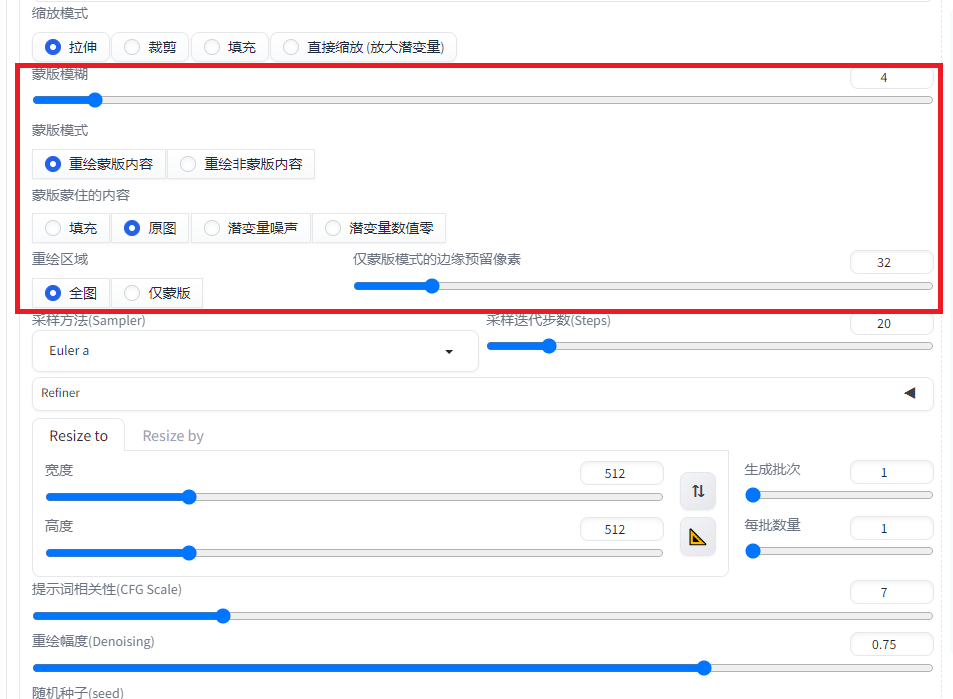 缩放模式
拉伸 裁剪 填充 直接缩放 (放大潜变量)
蒙版模糊 4
蒙版模式
重绘蒙版内容 重绘非蒙版内容
蒙版蒙住的内容
填充 原图 潜变量噪声 潜变量数值零
重绘区域 仅蒙版模式的边缘预留像素 32
全图 仅蒙版
采样方法(Sampler) 采样迭代步数(Steps) 20
Euler a
Refiner
Resize to Resize by
宽度 512 生成批次 1
高度 512 每批数量 1
提示词相关性(CFG Scale) 7
重绘幅度(Denoising) 0.75
随机种子(seed)